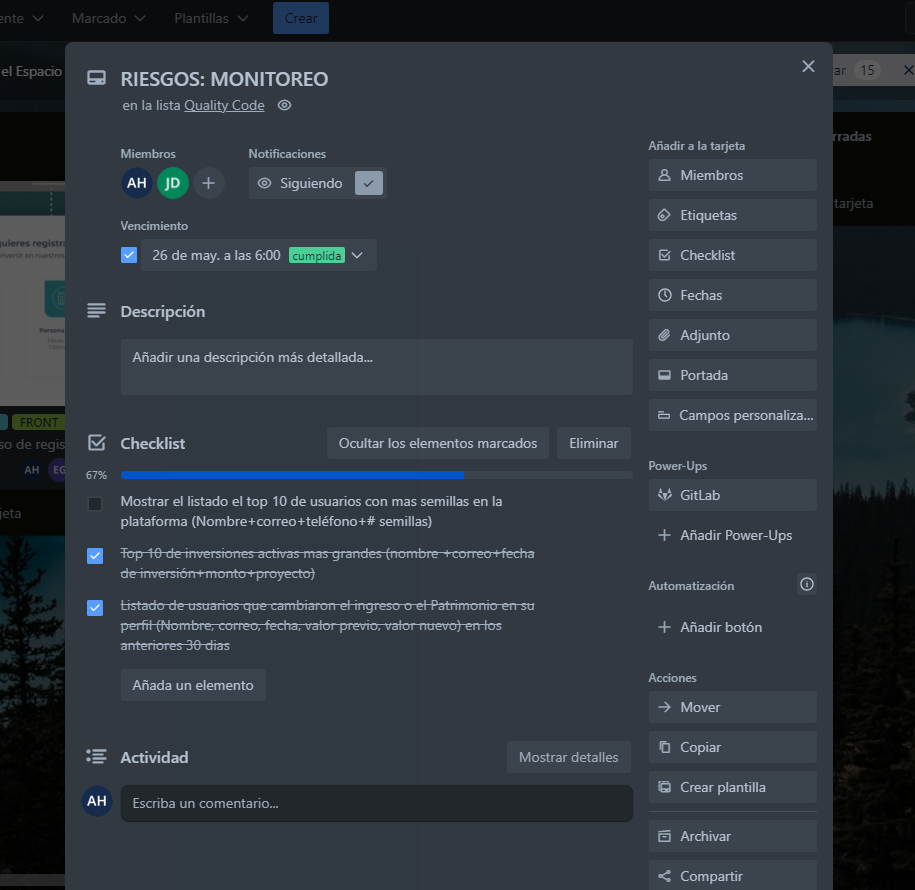 ente
Marcado
Plantillas
Crear
el Espacio
ar
15
RIESGOS: MONITOREO
en la lista Quality Code
Miembros
Notificaciones
AH
JD
Siguiendo
Vencimiento
26 de may. a las 6:00
cumplida
Descripción
Añadir una descripción más detallada...
Checklist
Ocultar los elementos marcados
Eliminar
67%
Mostrar el listado el top 10 de usuarios con mas semillas en la
plataforma (Nombre+correo+teléfono+# semillas)
Top 10 de inversiones activas mas grandes (nombre +correo+fecha
de inversión+monto+proyecto)
Listado de usuarios que cambiaron el ingreso o el Patrimonio en su
perfil (Nombre, correo, fecha, valor previo, valor nuevo) en los
anteriores 30 dias
Añada un elemento
Actividad
Mostrar detalles
AH
Escriba un comentario...
Añadir a la tarjeta
Miembros
Etiquetas
Checklist
Fechas
Adjunto
Portada
Campos personaliza...
Power-Ups
GitLab
Añadir Power-Ups
Automatización
Añadir botón
Acciones
Mover
Copiar
Crear plantilla
Archivar
Compartir
rradas
tarjeta
uieres registra
Persona
FRONT
so de regis
AH
EG
jeta